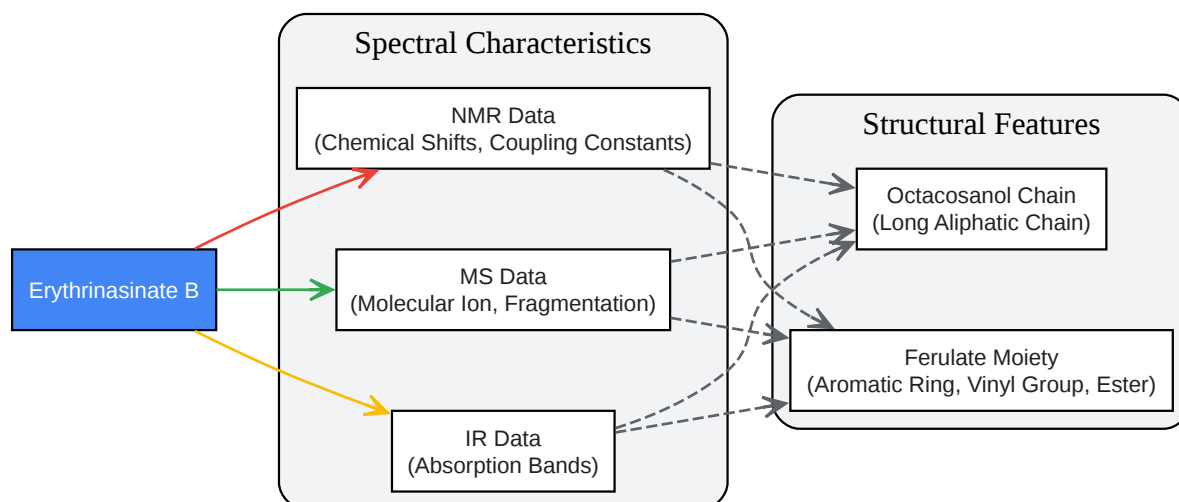 Erythrinasinate B
Spectral Characteristics
NMR Data
(Chemical Shifts, Coupling Constants)
MS Data
(Molecular Ion, Fragmentation)
IR Data
(Absorption Bands)
Structural Features
Octacosanol Chain
(Long Aliphatic Chain)
Ferulate Moiety
(Aromatic Ring, Vinyl Group, Ester)